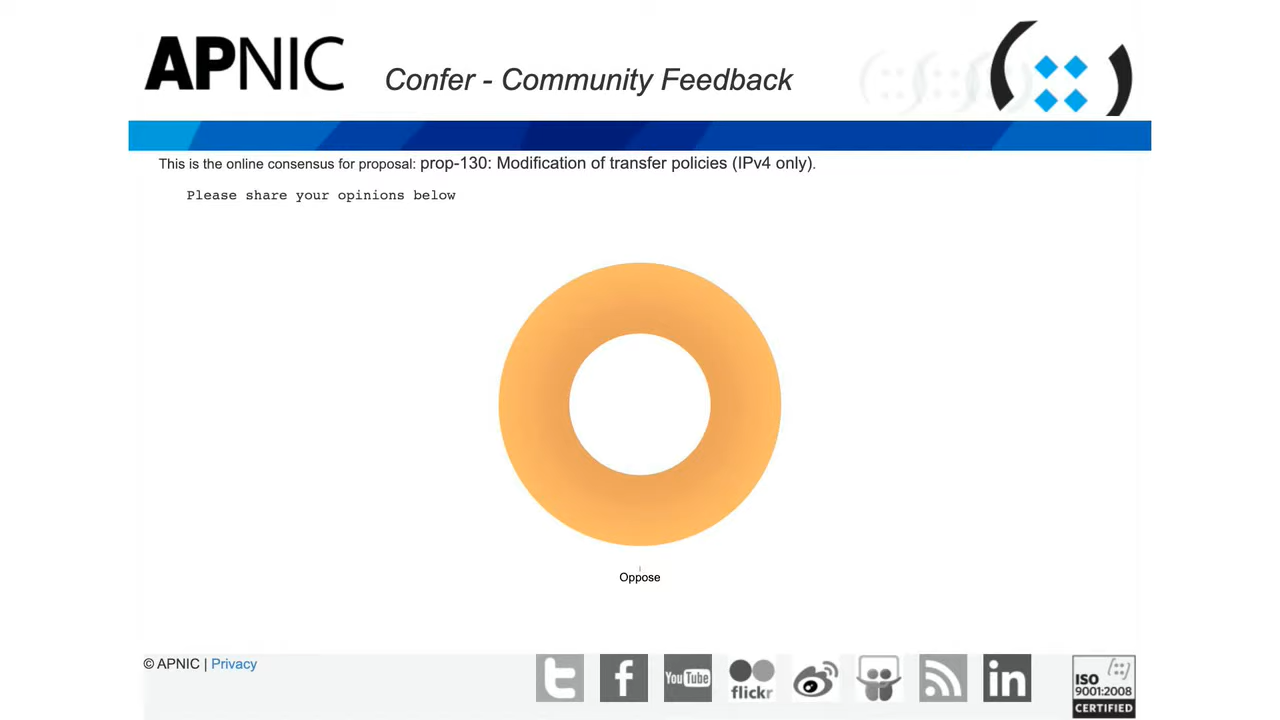 APNIC
Confer - Community Feedback
This is the online consensus for proposal: prop-130: Modification of transfer policies (IPv4 only).
Please share your opinions below
Oppose
© APNIC | Privacy
You Tube
flickr
in
ISO
9001:2008
CERTIFIED